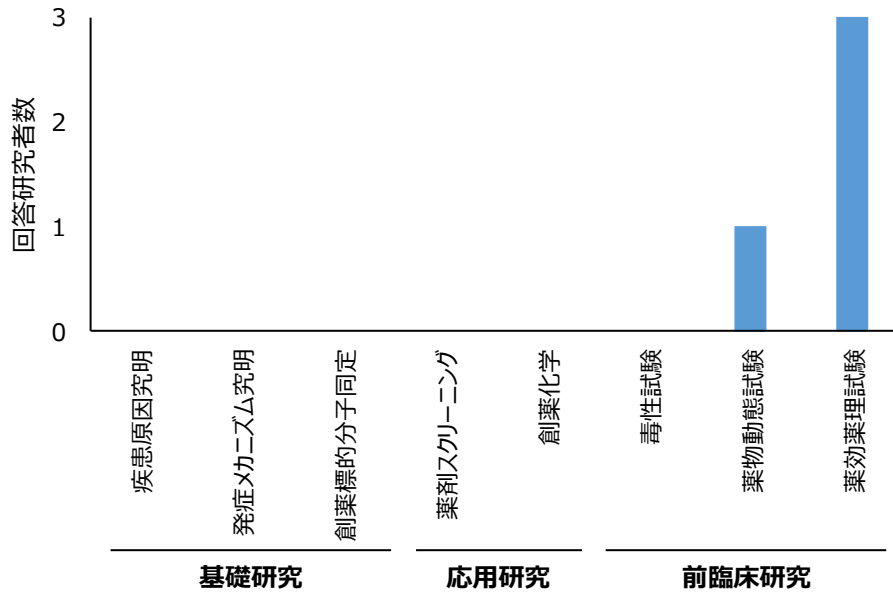 回答研究者数
3
2
1
0
疾患原因究明
発症メカニズム究明
創薬標的分子同定
薬剤スクリーニング
創薬化学
毒性試験
薬物動態試験
薬効薬理試験
基礎研究
応用研究
前臨床研究